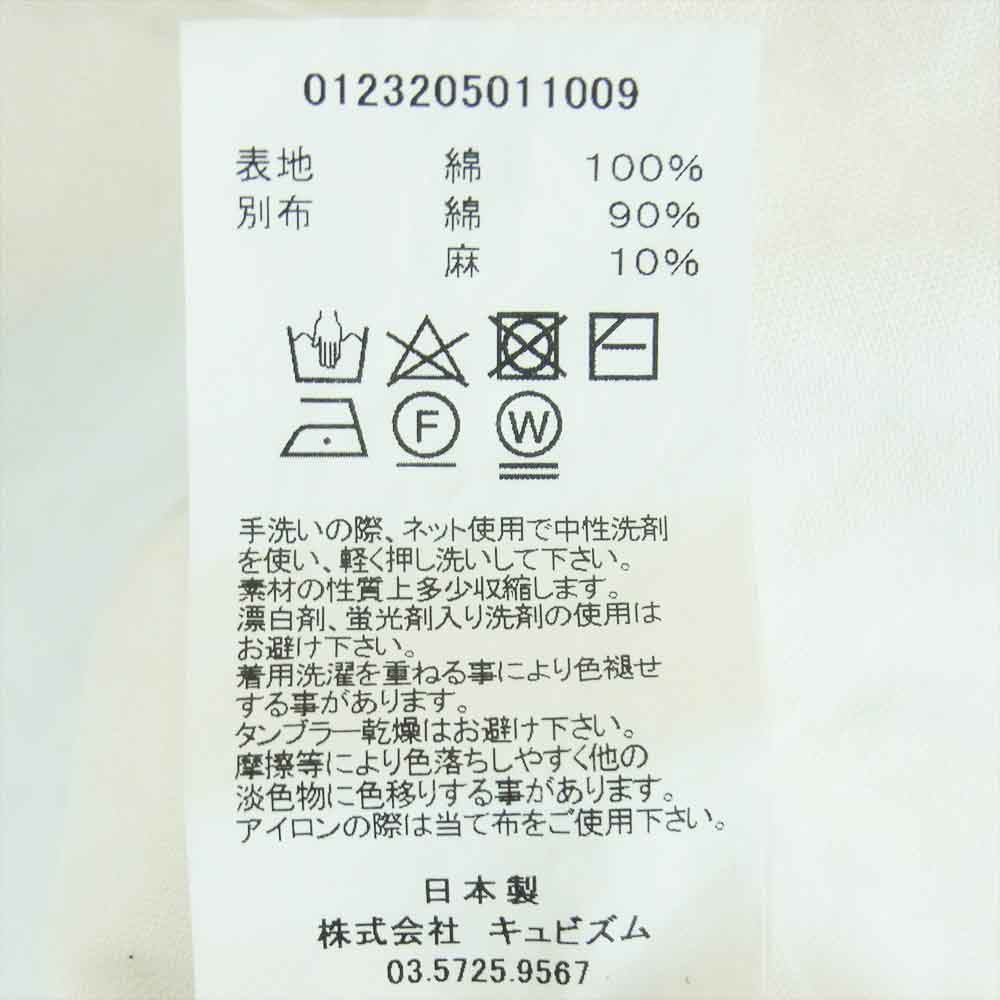 0123205011009
表地 綿 100%
別布 綿 90%
麻 10%
F W
手洗いの際、ネット使用で中性洗剤
を使い、軽く押し洗いして下さい。
素材の性質上多少収縮します。
漂白剤、蛍光剤入り洗剤の使用は
お避け下さい。
着用洗濯を重ねる事により色褪せ
する事があります。
タンブラー乾燥はお避け下さい。
摩擦等により色落ちしやすく他の
淡色物に色移りする事があります。
アイロンの際は当て布をご使用下さい。
日本製
株式会社 キュビズム
03.5725.9567